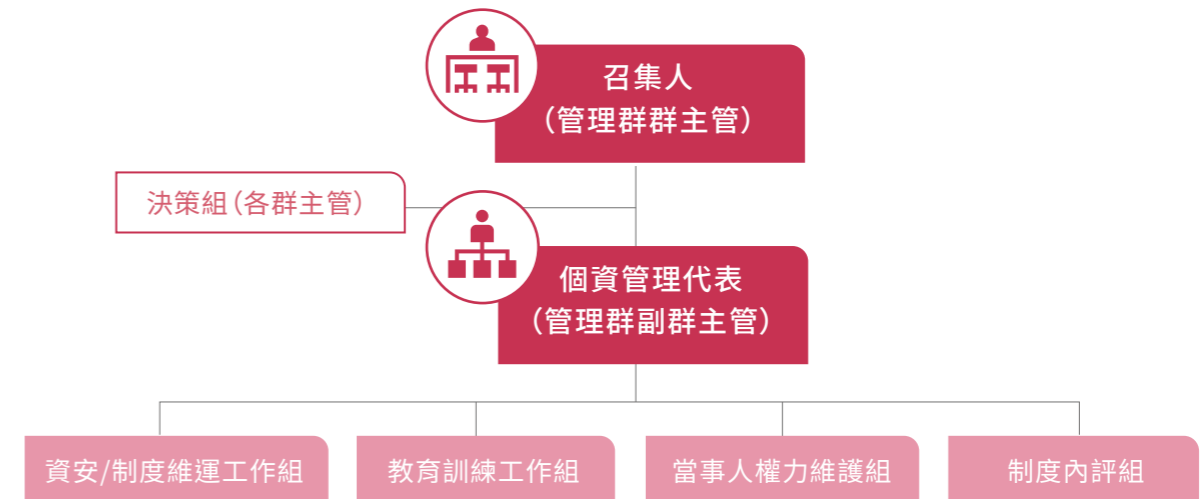 召集人
（管理群群主管）
決策組（各群主管）
個資管理代表
（管理群副群主管）
資安/制度維運工作組
教育訓練工作組
當事人權力維護組
制度內評組